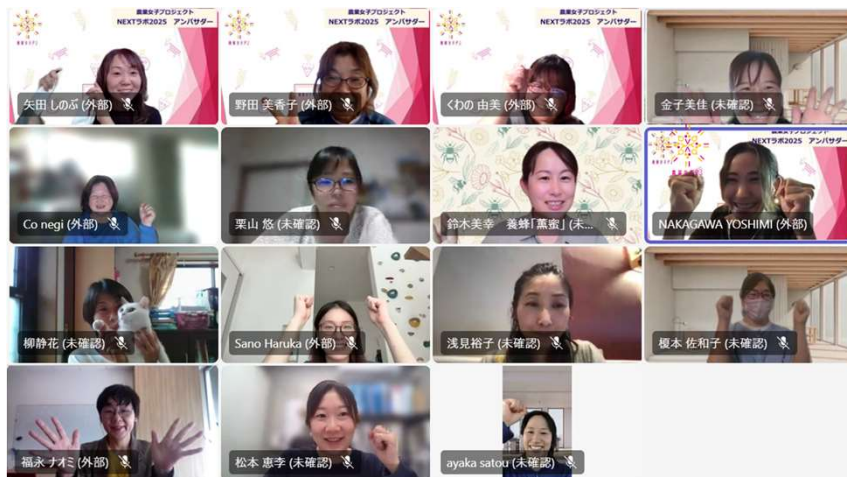 農業女子プロジェクト
NEXTラボ2025 アンバサダー
矢田 しのぶ (外部)
農業女子プロジェクト
NEXTラボ2025 アンバサダー
野田 美香子 (外部)
農業女子プロジェクト
NEXTラボ2025 アンバサダー
くわの 由美 (外部)
金子美佳 (未確認)
Co negi (外部)
栗山 悠 (未確認)
鈴木美幸 養蜂「薫蜜」 (未...
農業女子プロジェクト
NEXTラボ2025 アンバサダー
NAKAGAWA YOSHIMI (外部)
柳静花 (未確認)
Sano Haruka (外部)
浅見裕子 (未確認)
榎本 佐和子 (未確認)
福永 ナオミ (外部)
松本 恵李 (未確認)
ayaka satou (未確認)